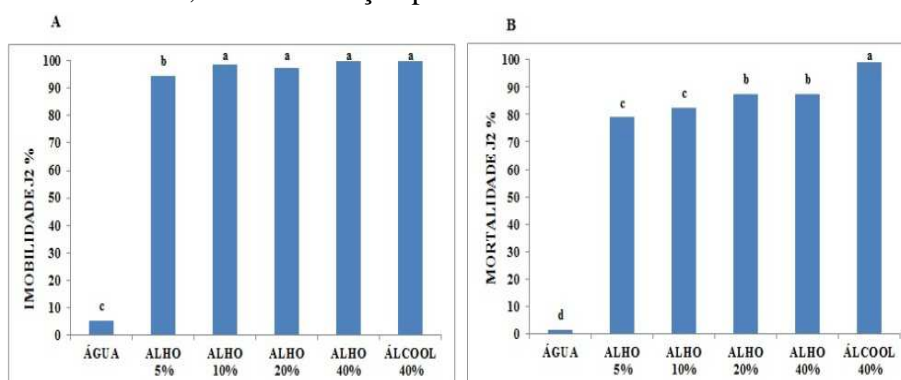 A
IMOBILIDADE J2 %
100
90
80
70
60
50
40
30
20
10
0
c
b
a
a
a
a
ÁGUA
ALHO 5%
ALHO 10%
ALHO 20%
ALHO 40%
ÁLCOOL 40%
B
MORTALIDADE J2 %
100
90
80
70
60
50
40
30
20
10
0
d
c
c
b
b
a
ÁGUA
ALHO 5%
ALHO 10%
ALHO 20%
ALHO 40%
ÁLCOOL 40%